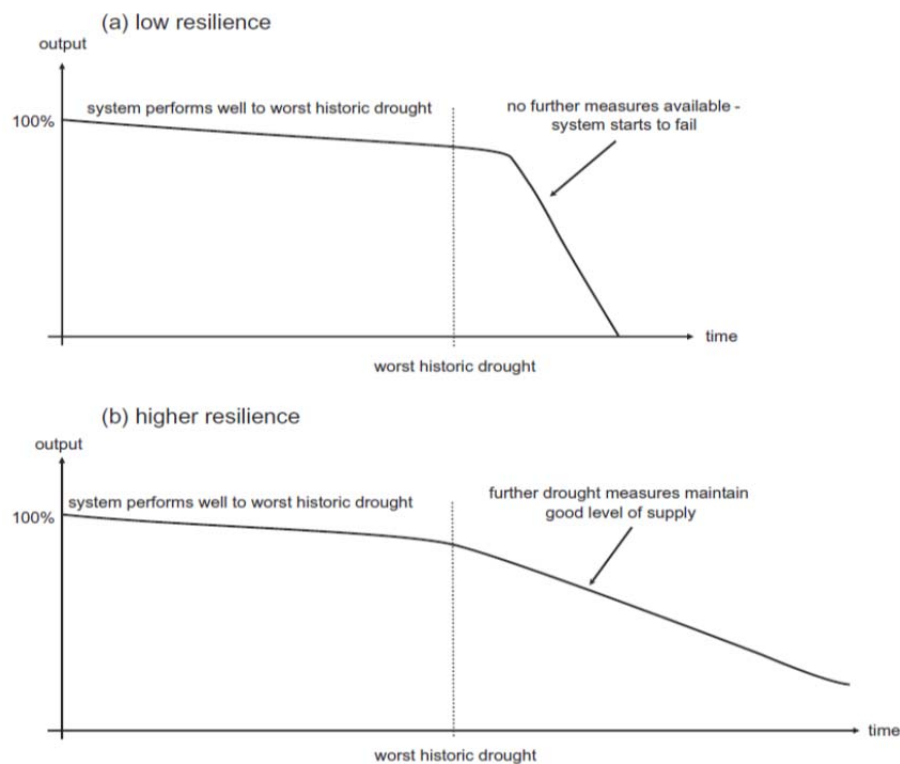 (a) low resilience
output
system performs well to worst historic drought
no further measures available -
system starts to fail
100%
time
worst historic drought
(b) higher resilience
output
system performs well to worst historic drought
further drought measures maintain
good level of supply
100%
time
worst historic drought